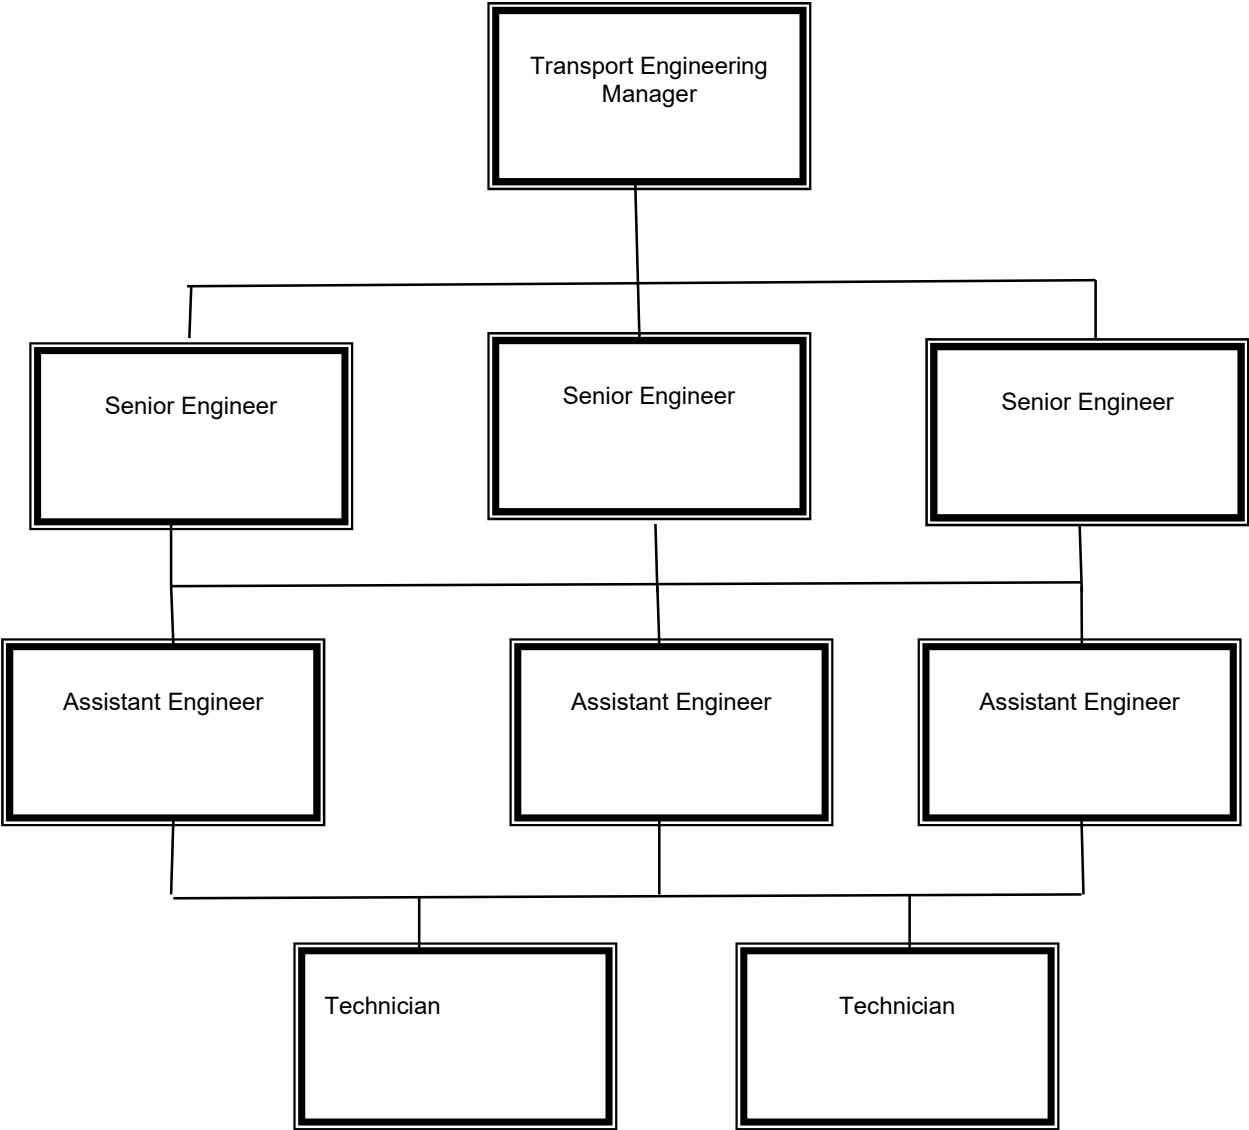 Transport Engineering
Manager
Senior Engineer
Senior Engineer
Senior Engineer
Assistant Engineer
Assistant Engineer
Assistant Engineer
Technician
Technician